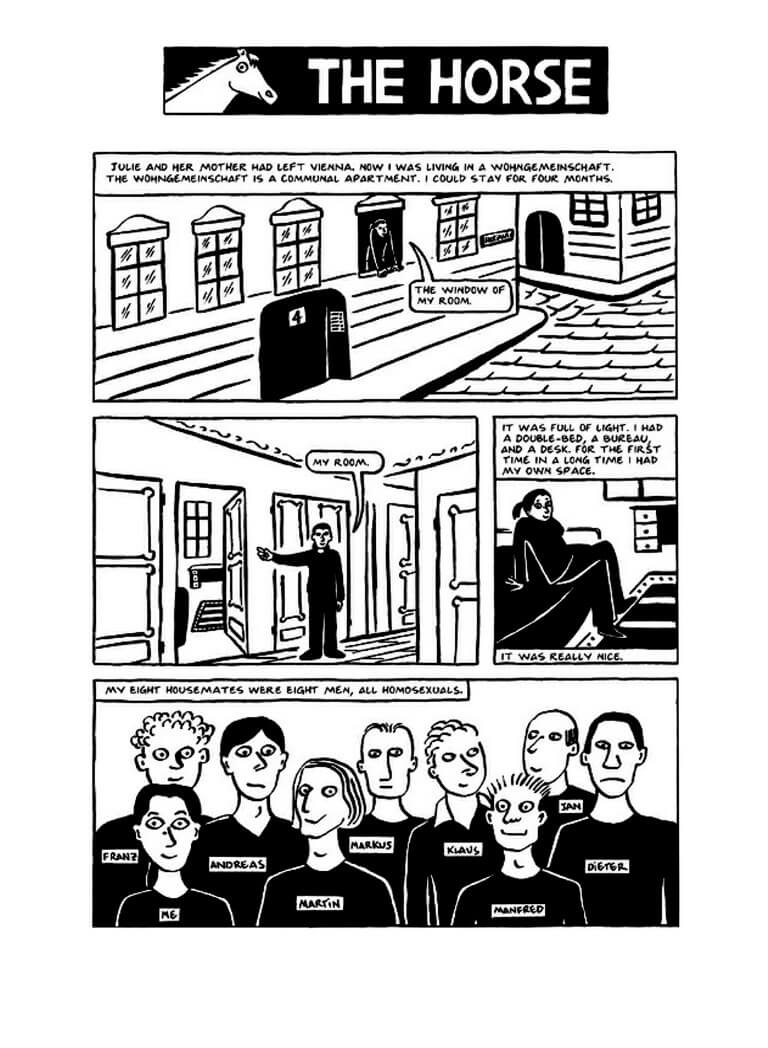 THE HORSE
JULIE AND HER MOTHER HAD LEFT VIENNA. NOW I WAS LIVING IN A WOHNGEMEINSCHAFT.
THE WOHNGEMEINSCHAFT IS A COMMUNAL APARTMENT. I COULD STAY FOR FOUR MONTHS.
THE WINDOW OF
MY ROOM.
4
MY ROOM.
IT WAS FULL OF LIGHT. I HAD
A DOUBLE-BED, A BUREAU,
AND A DESK. FOR THE FIRST
TIME IN A LONG TIME I HAD
MY OWN SPACE.
IT WAS REALLY NICE.
MY EIGHT HOUSEMATES WERE EIGHT MEN, ALL HOMOSEXUALS.
FRANZ
ME
ANDREAS
MARTIN
MARKUS
KLAUS
MANFRED
JAN
DIETER